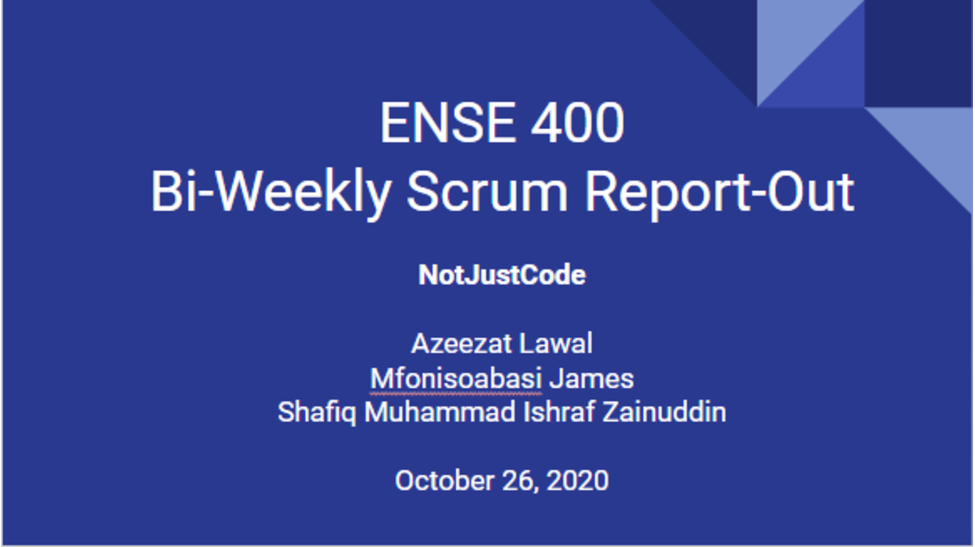 ENSE 400
Bi-Weekly Scrum Report-Out
NotJustCode
Azeezat Lawal
Mfonisoabasi James
Shafiq Muhammad Ishraf Zainuddin
October 26, 2020